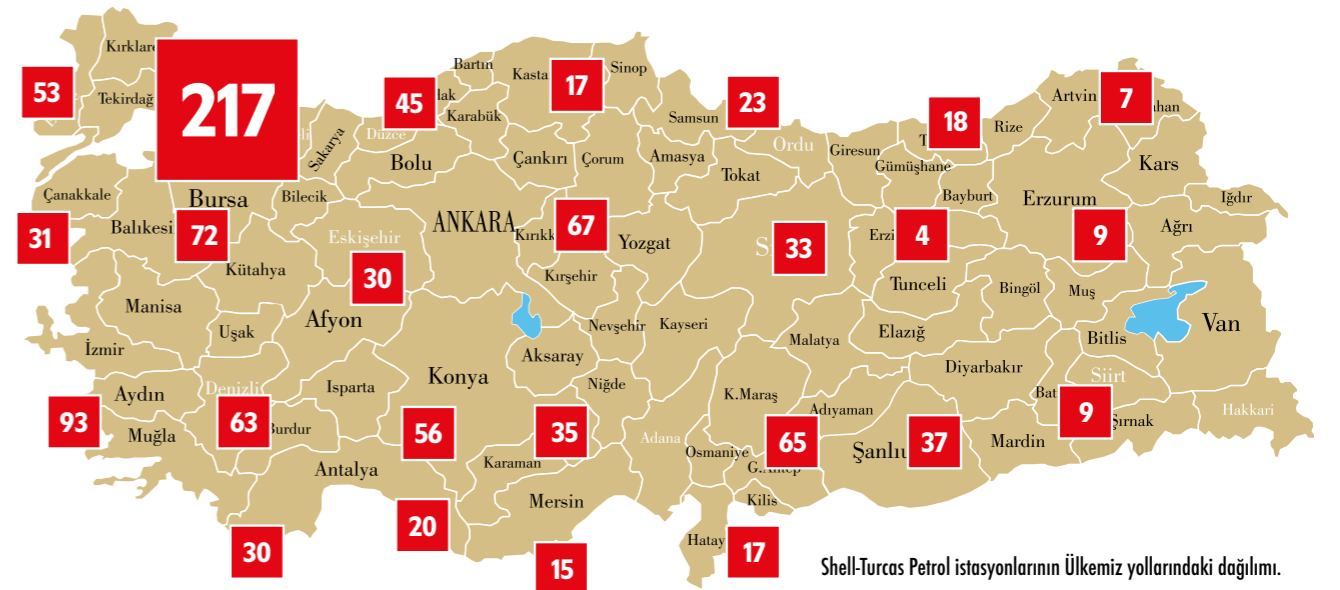 Kırklare
Bartın
Kasta
Sinop
53
Tekirdağ
217
45
lak
17
Karabük
Samsun
23
Artvin
7
han
18
Rize
li
Sakarya
Düzce
Bolu
Çankırı
Çorum
Amasya
Ordu
Giresun
Gümüşhane
Kars
Tokat
Çanakkale
Bursa
Bilecik
Bayburt
Erzurum
Iğdır
31
Balıkesi
72
Eskişehir
ANKARA
Kırıkk
67
Yozgat
S
33
Erzi
4
9
Ağrı
Kütahya
30
Kırşehir
Tunceli
Bingöl
Muş
Manisa
Uşak
Afyon
Nevşehir
Kayseri
Malatya
Elazığ
Bitlis
Van
İzmir
Aksaray
Aydın
Denizli
Isparta
Konya
Niğde
K.Maraş
Diyarbakır
Siirt
93
Muğla
63
Burdur
56
35
Adana
Adıyaman
65
Şanlıu
37
Bat
9
Şırnak
Hakkari
Mardin
Antalya
Karaman
Osmaniye
G.Antep
Mersin
Kilis
30
20
15
Hatay
17
Shell-Turcas Petrol istasyonlarının Ülkemiz yollarındaki dağılımı.